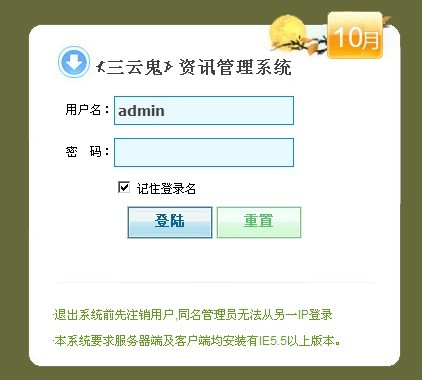 10月
《三云鬼》资讯管理系统
用户名：admin
密 码：
记住登录名
登陆 重置
·退出系统前先注销用户,同名管理员无法从另一IP登录
·本系统要求服务器端及客户端均安装有IE5.5以上版本。